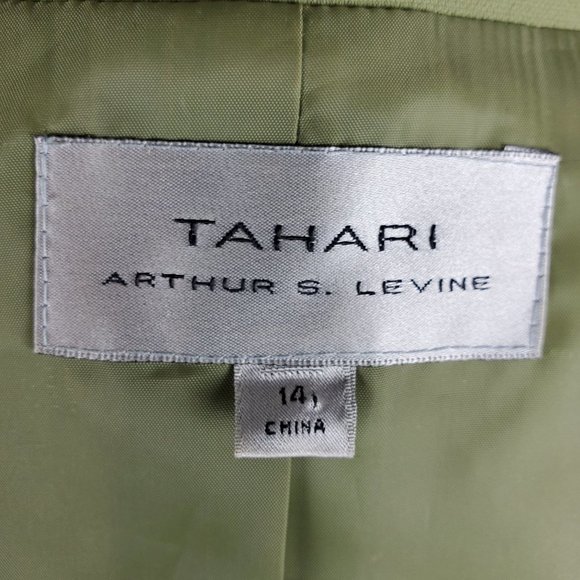 TAHARI
ARTHUR S. LEVINE
14
CHINA